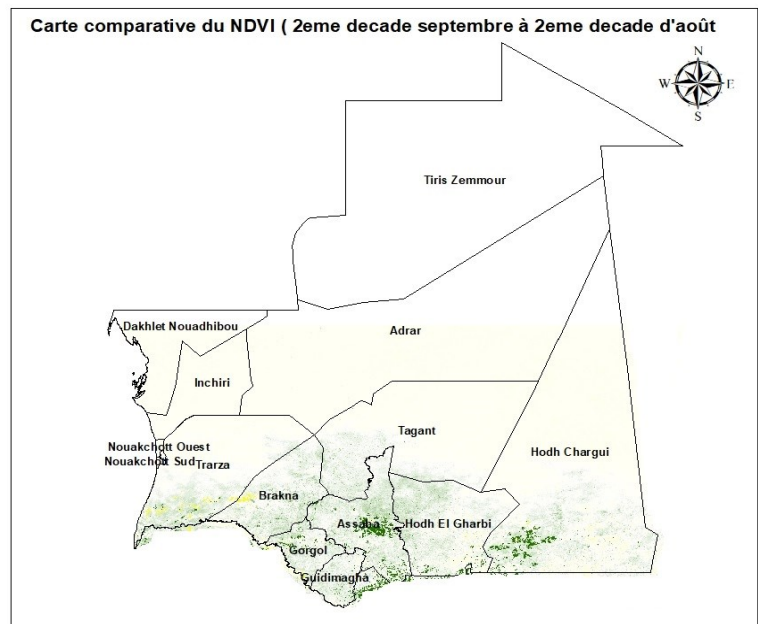 Carte comparative du NDVI ( 2eme decade septembre à 2eme decade d'août
N
W E
S
Tiris Zemmour
Dakhlet Nouadhibou
Adrar
Inchiri
Tagant
Nouakchott Ouest
Hodh Chargui
Nouakchott Sud Trarza
Brakna
Assaba Hodh El Gharbi
Gorgol
Guidimagha